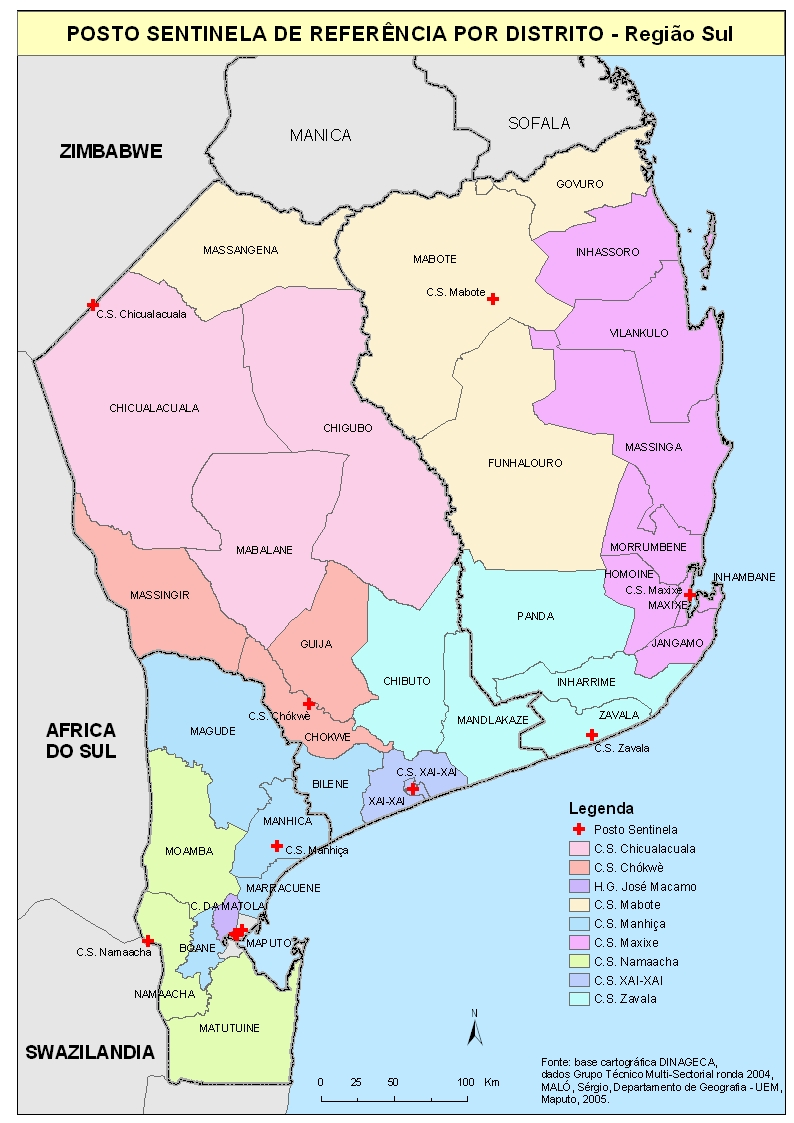 POSTO SENTINELA DE REFERÊNCIA POR DISTRITO - Região Sul
ZIMBABWE
MANICA
SOFALA
GOVURO
MASSANGENA
MABOTE
INHASSORO
C.S. Mabote
C.S. Chicualacuala
VILANKULO
CHICUALACUALA
CHIGUBO
MASSINGA
FUNHALOURO
MABALANE
MORRUMBENE
HOMOINE
INHAMBANE
C.S. Maxixe
MAXIXE
MASSINGIR
PANDA
GUIJA
JANGAMO
CHIBUTO
INHARRIME
C.S. Chókwè
MANDLAKAZE
ZAVALA
AFRICA
DO SUL
MAGUDE
CHOKWE
C.S. Zavala
BILENE
C.S. XAI-XAI
XAI-XAI
MANHICA
MOAMBA
C.S. Manhiça
MARRACUENE
C. DA MATOLA
C.S. Namaacha
BOANE
MAPUTO
NAMAACHA
MATUTUINE
SWAZILANDIA
Legenda
Posto Sentinela
C.S. Chicualacuala
C.S. Chókwè
H.G. José Macamo
C.S. Mabote
C.S. Manhiça
C.S. Maxixe
C.S. Namaacha
C.S. XAI-XAI
C.S. Zavala
N
0 25 50 100 Km
Fonte: base cartográfica DINAGECA,
dados Grupo Técnico Multi-Sectorial ronda 2004,
MALÓ, Sérgio, Departamento de Geografia - UEM,
Maputo, 2005.